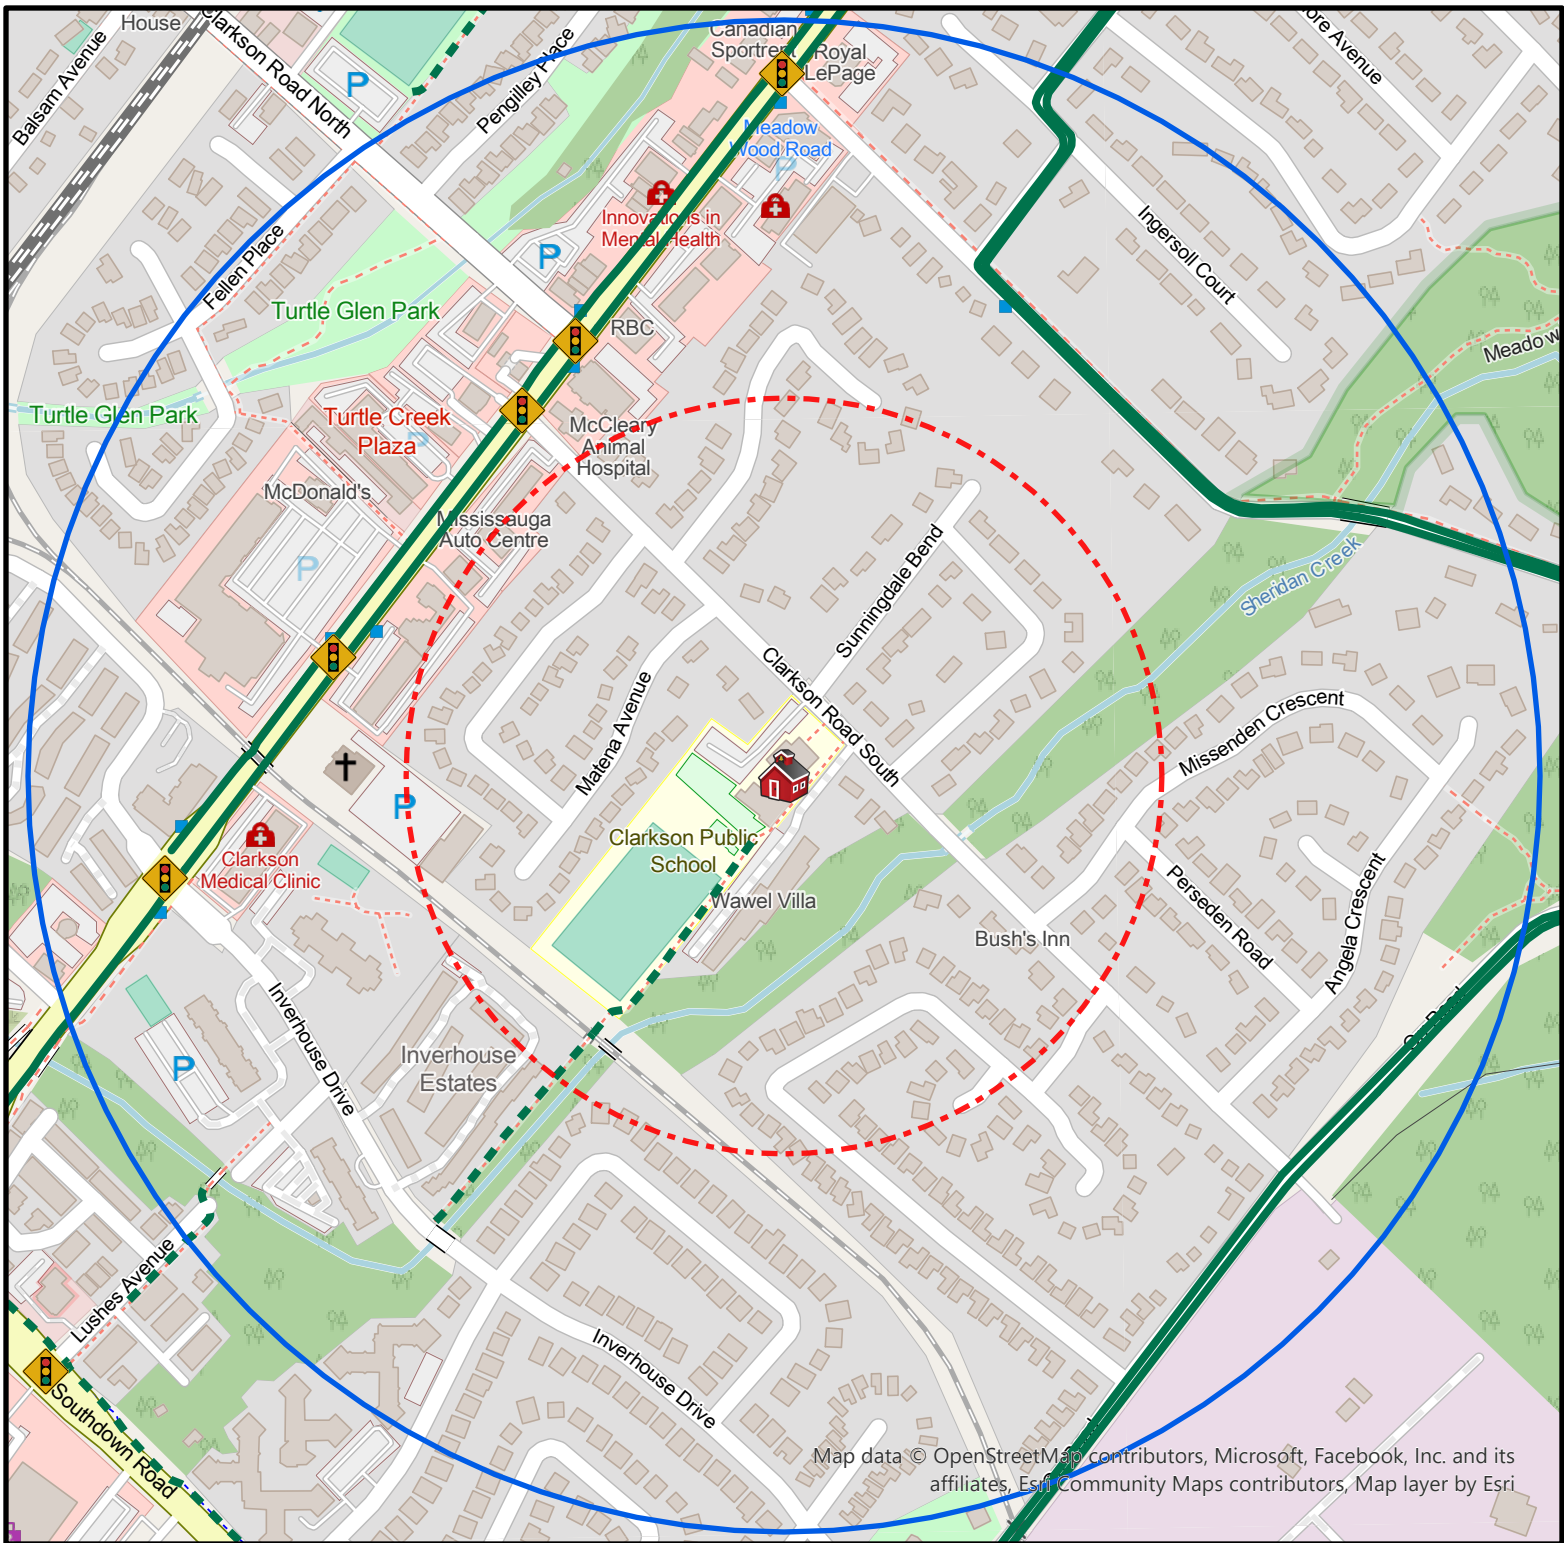 House
Balsam Avenue
Clarkson Road North
P
Pengilley Place
Canadian
Sportrent
Royal
LePage
ore Avenue
Meadow
Wood Road
P
Innovations in
Mental Health
P
Fellen Place
Ingersoll Court
Turtle Glen Park
RBC
Meadow
Turtle Glen Park
Turtle Creek
Plaza
P
McCleary
Animal
Hospital
McDonald's
Mississauga
Auto Centre
P
Sunningdale Bend
Sheridan Creek
Clarkson Road South
Matena Avenue
Missenden Crescent
P
Clarkson Public
School
Clarkson
Medical Clinic
Wawel Villa
Perseden Road
Angela Crescent
Bush's Inn
Inverhouse Drive
P
Inverhouse
Estates
Lushes Avenue
Inverhouse Drive
Southdown Road
Map data © OpenStreetMap contributors, Microsoft, Facebook, Inc. and its
affiliates, Esri Community Maps contributors, Map layer by Esri